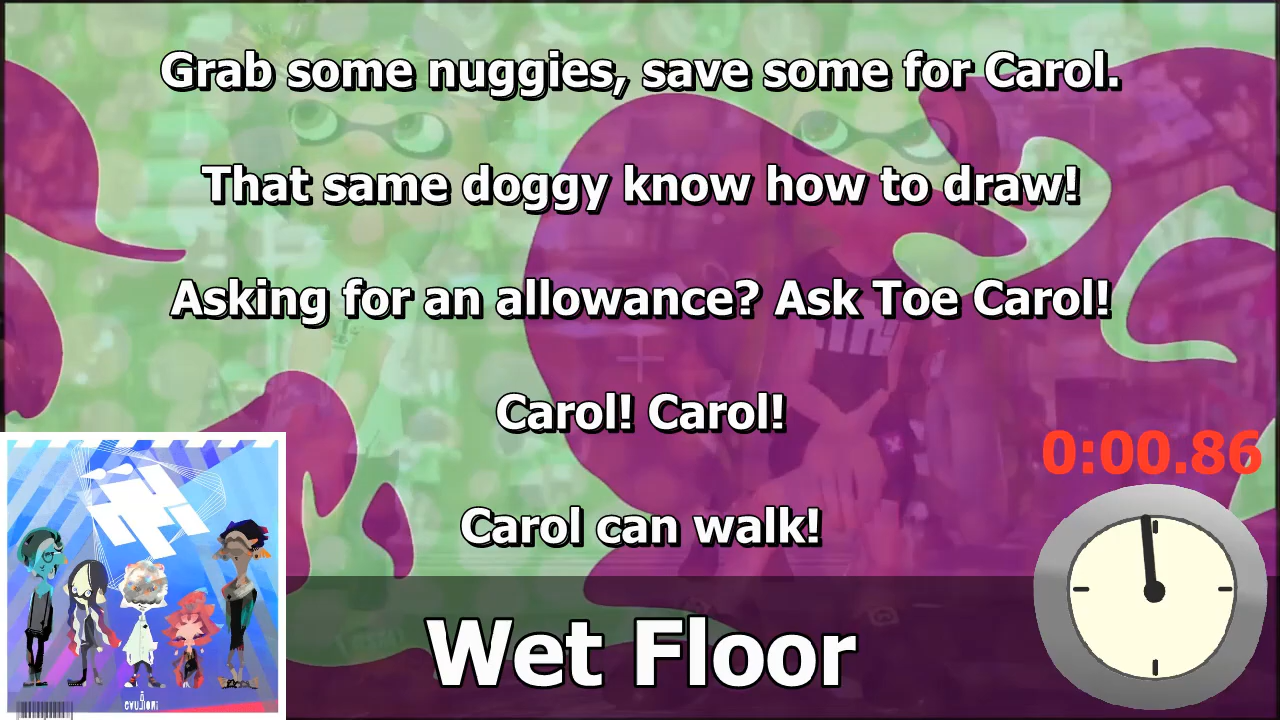 Grab some nuggies, save some for Carol.
That same doggy know how to draw!
Asking for an allowance? Ask Toe Carol!
Carol! Carol!
0:00.86
Carol can walk!
Wet Floor